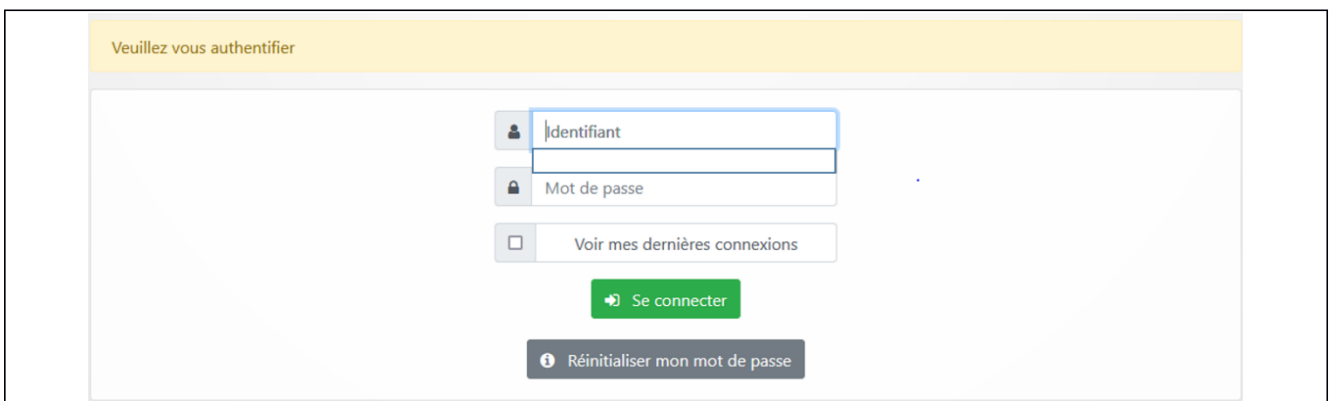 Veuillez vous authentifier
Identifiant
Mot de passe
Voir mes dernières connexions
Se connecter
Réinitialiser mon mot de passe